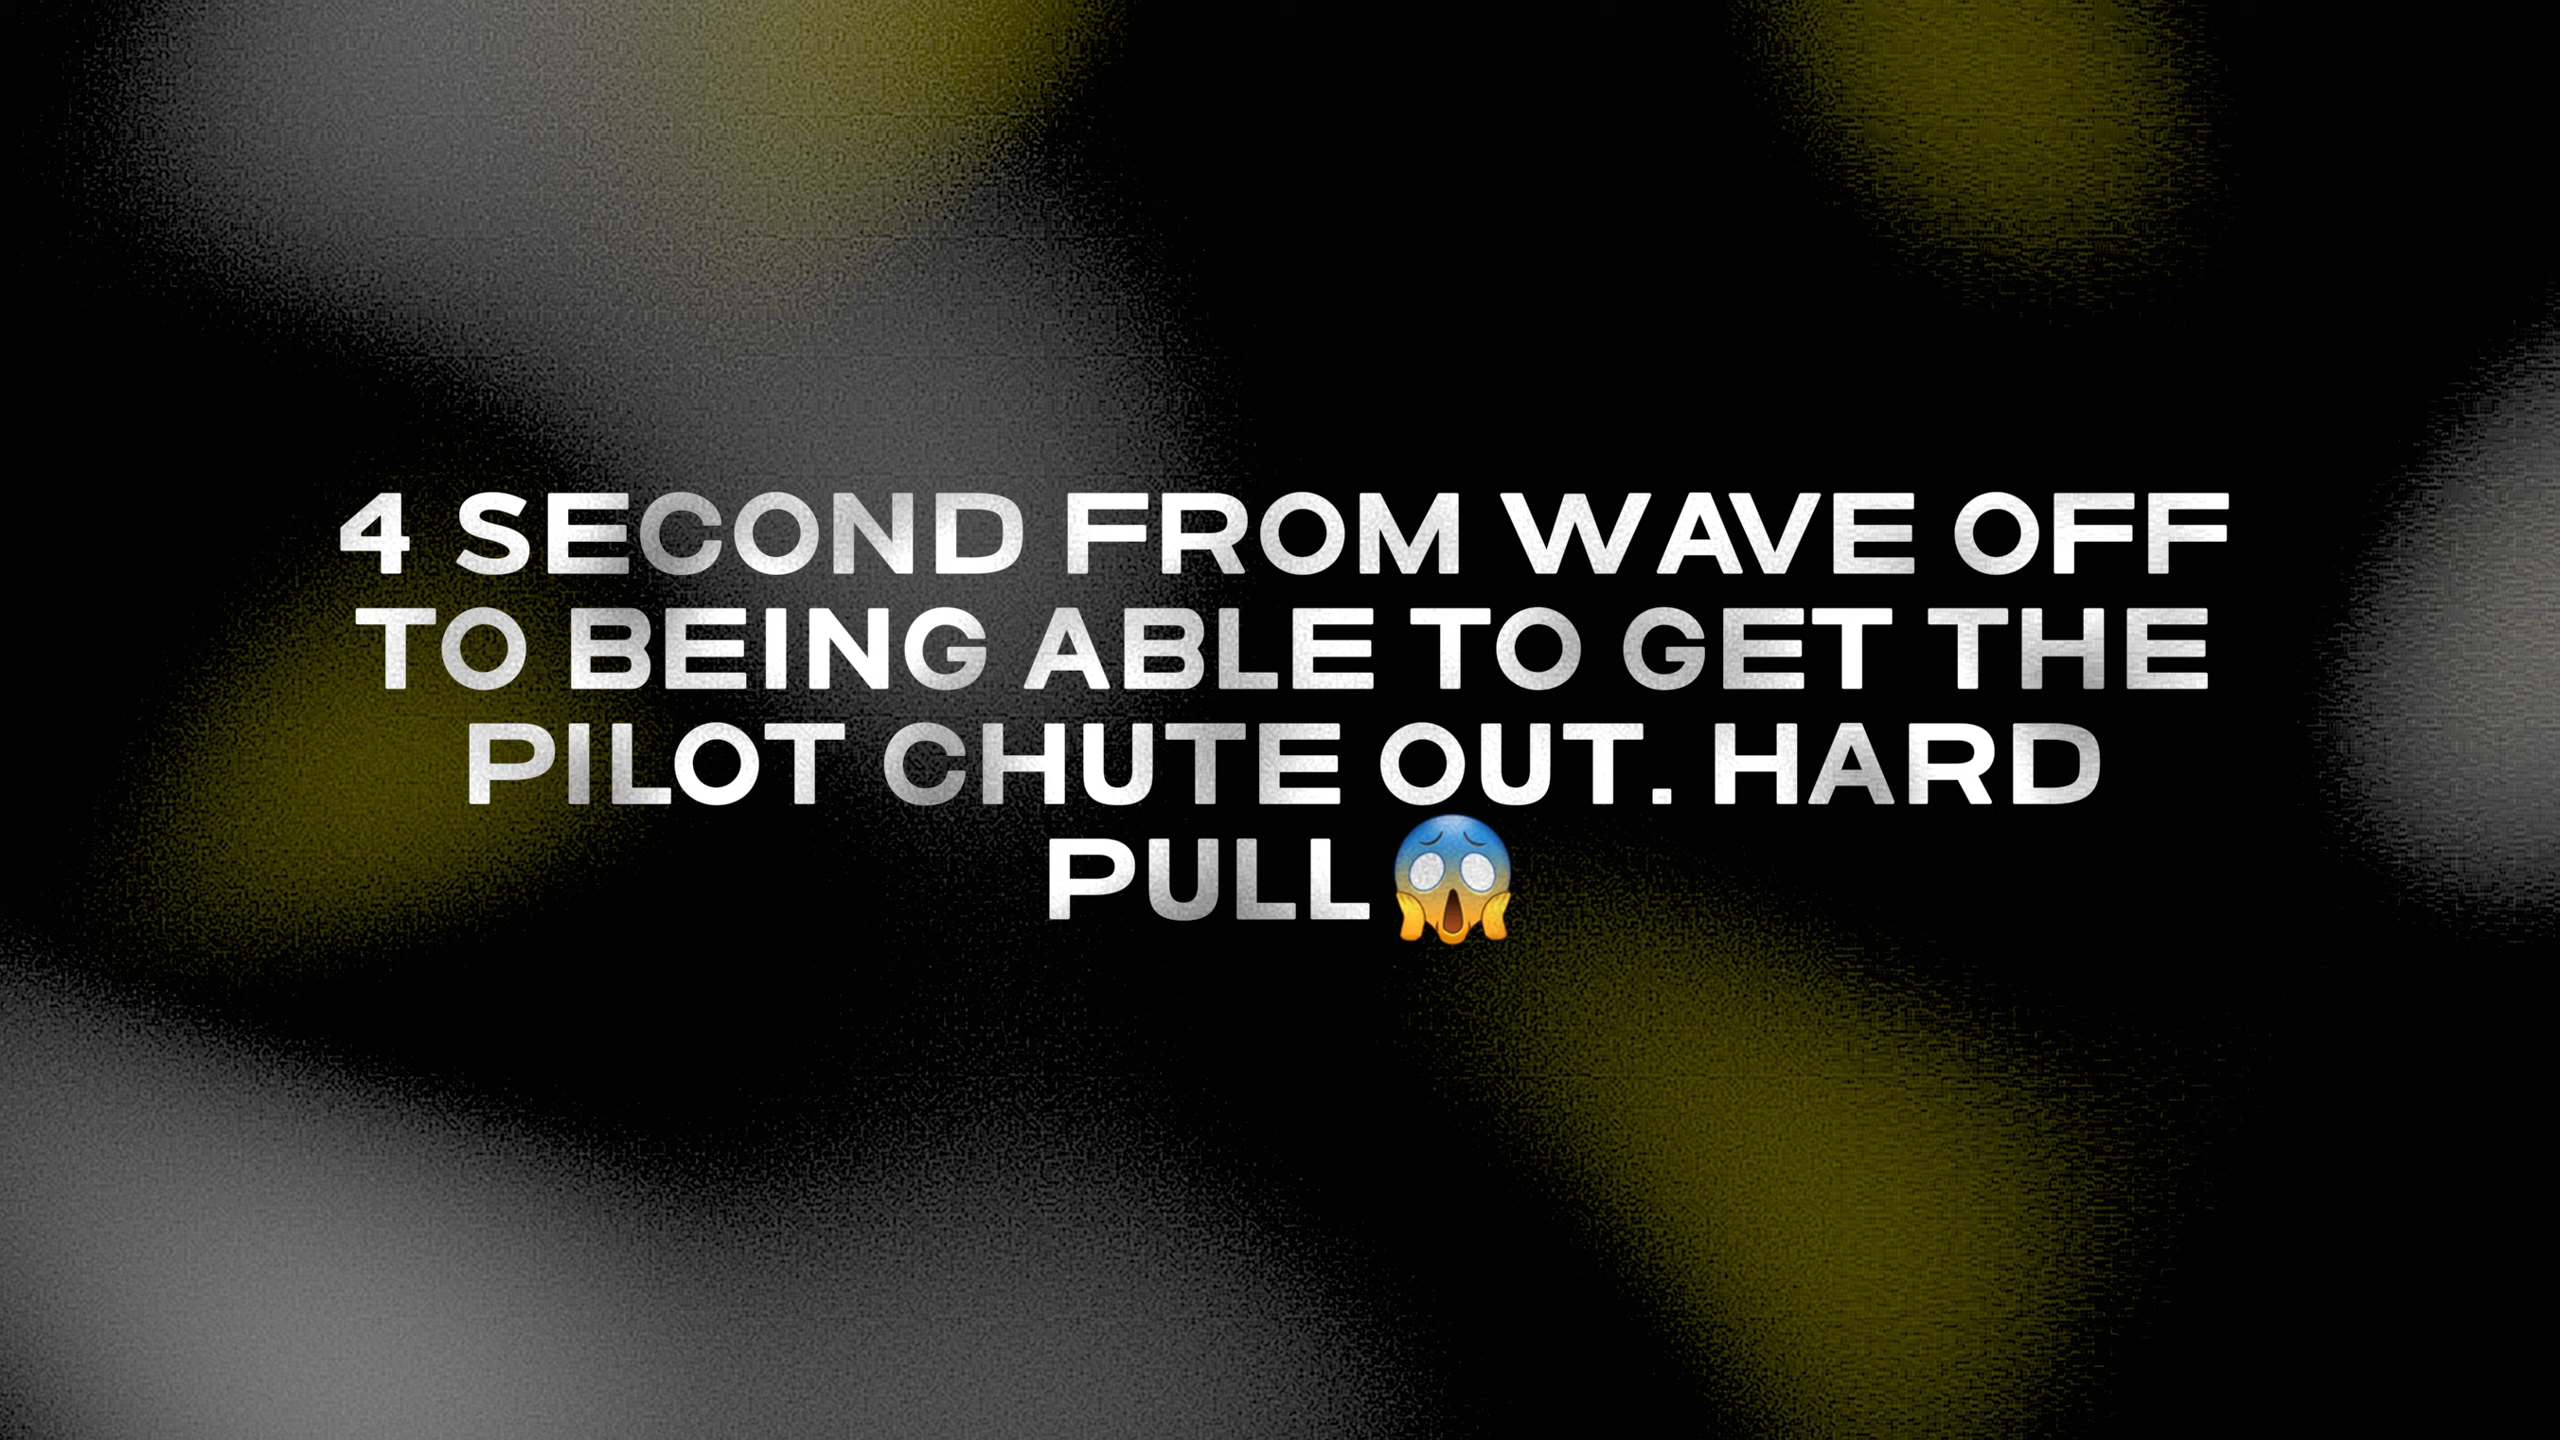 4 SECOND FROM WAVE OFF
TO BEING ABLE TO GET THE
PILOT CHUTE OUT. HARD
PULL 😱